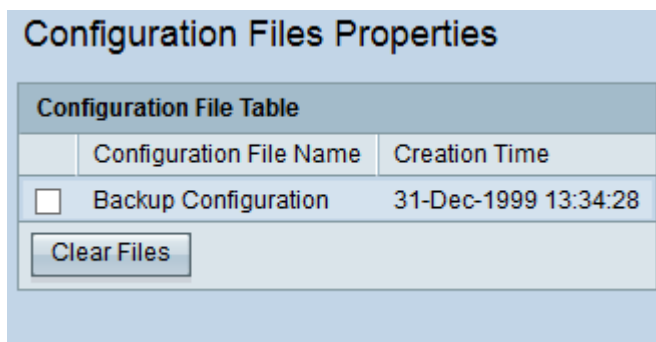 Configuration Files Properties
Configuration File Table
Configuration File Name Creation Time
Backup Configuration 31-Dec-1999 13:34:28
Clear Files